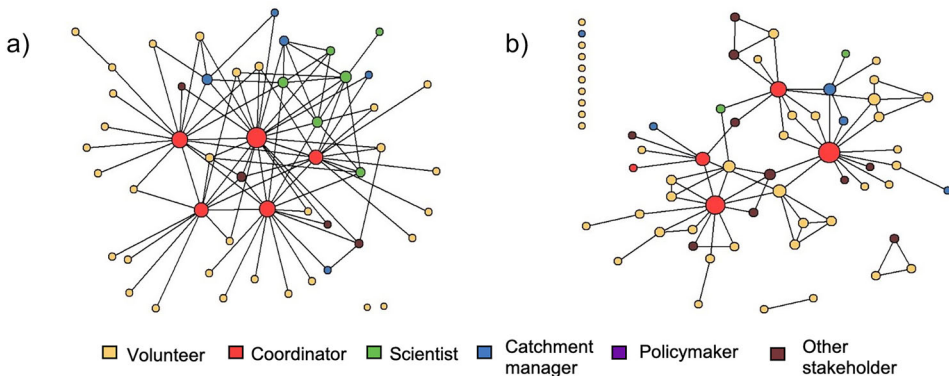 a)
b)
Volunteer
Coordinator
Scientist
Catchment
manager
Policymaker
Other
stakeholder